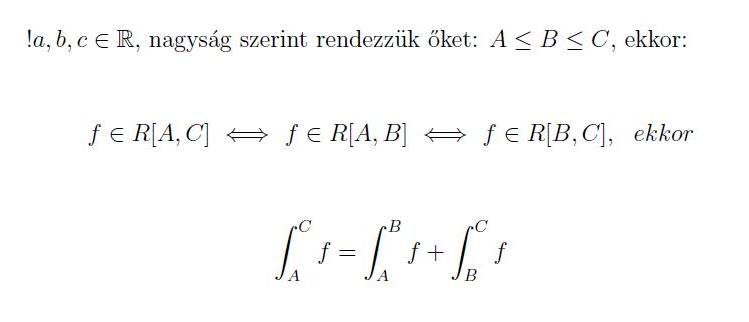 !a, b, c ∈ ℝ, nagyság szerint rendezzük őket: A ≤ B ≤ C, ekkor:
f ∈ R[A, C] ⟺ f ∈ R[A, B] ⟺ f ∈ R[B, C], ekkor
∫_A^C f = ∫_A^B f + ∫_B^C f